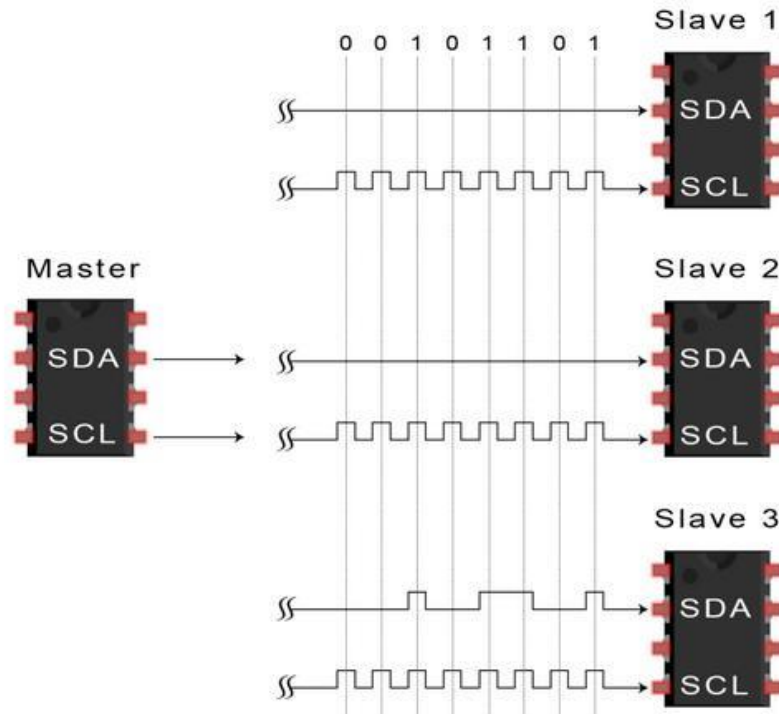 Slave 1
0 0 1 0 1 1 0 1
SDA
SCL
Master
SDA
SCL
Slave 2
SDA
SCL
Slave 3
SDA
SCL